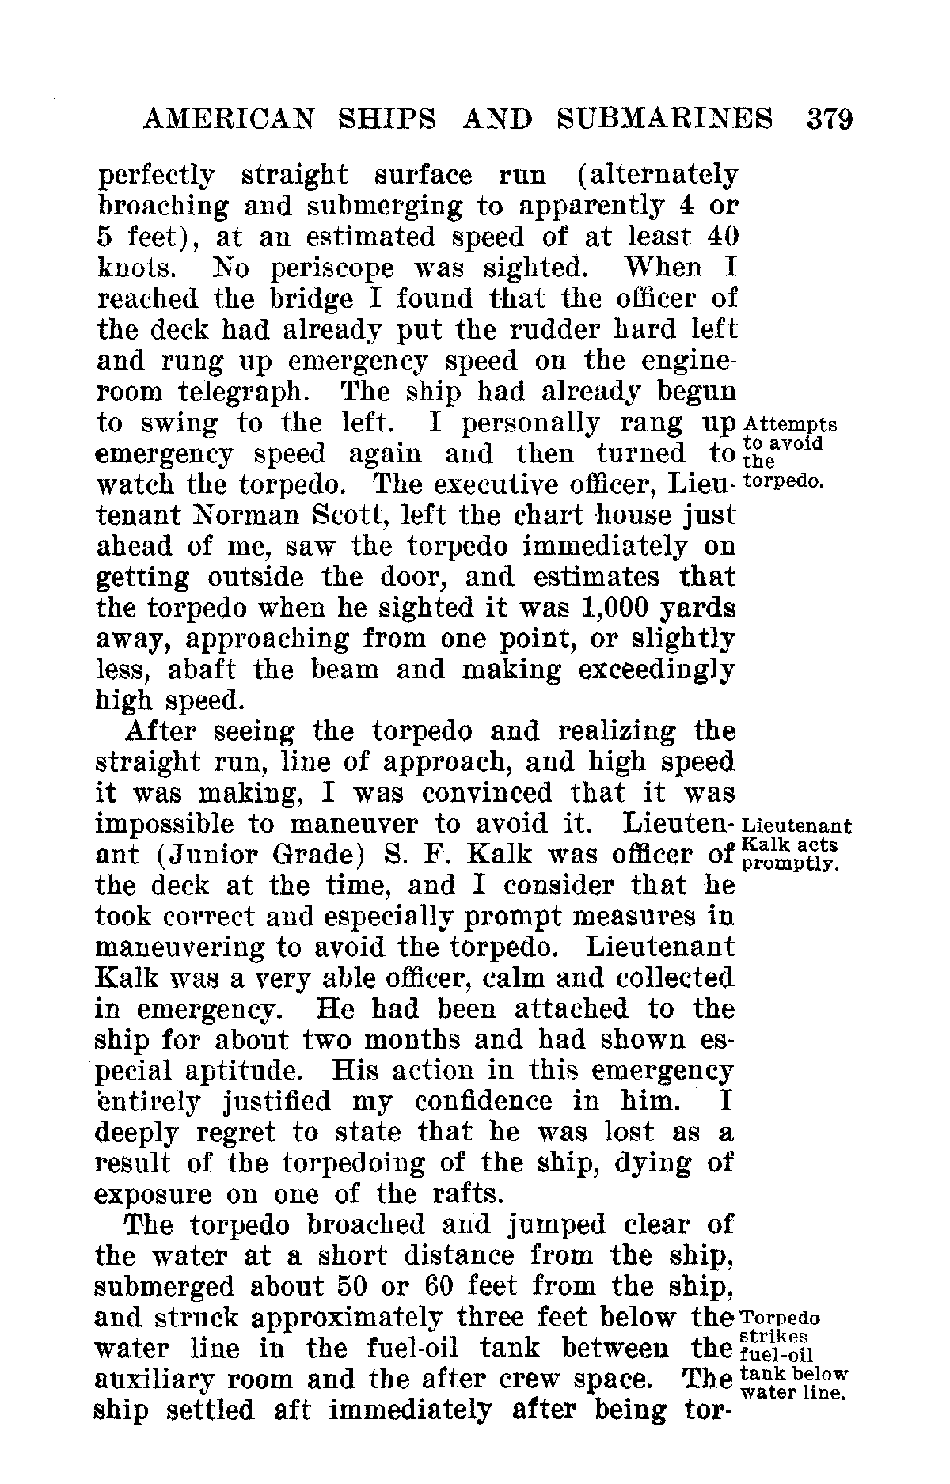 AMERICAN SHIPS AND SUBMARINES 379
perfectly straight surface run (alternately
broaching and submerging to apparently 4 or
5 feet), at an estimated speed of at least 40
knots. No periscope was sighted. When I
reached the bridge I found that the officer of
the deck had already put the rudder hard left
and rung up emergency speed on the engine-
room telegraph. The ship had already begun
to swing to the left. I personally rang up
emergency speed again and then turned to
watch the torpedo. The executive officer, Lieu-
Attempts
to avoid
the
torpedo.
tenant Norman Scott, left the chart house just
ahead of me, saw the torpedo immediately on
getting outside the door, and estimates that
the torpedo when he sighted it was 1,000 yards
away, approaching from one point, or slightly
less, abaft the beam and making exceedingly
high speed.
After seeing the torpedo and realizing the
straight run, line of approach, and high speed
it was making, I was convinced that it was
impossible to maneuver to avoid it. Lieuten-
ant (Junior Grade) S. F. Kalk was officer of
Lieutenant
Kalk acts
promptly.
the deck at the time, and I consider that he
took correct and especially prompt measures in
maneuvering to avoid the torpedo. Lieutenant
Kalk was a very able officer, calm and collected
in emergency. He had been attached to the
ship for about two months and had shown es-
pecial aptitude. His action in this emergency
entirely justified my confidence in him. I
deeply regret to state that he was lost as a
result of the torpedoing of the ship, dying of
exposure on one of the rafts.
The torpedo broached and jumped clear of
the water at a short distance from the ship,
submerged about 50 or 60 feet from the ship,
and struck approximately three feet below the
water line in the fuel-oil tank between the
auxiliary room and the after crew space. The
ship settled aft immediately after being tor-
Torpedo
strikes
fuel-oil
tank below
water line.